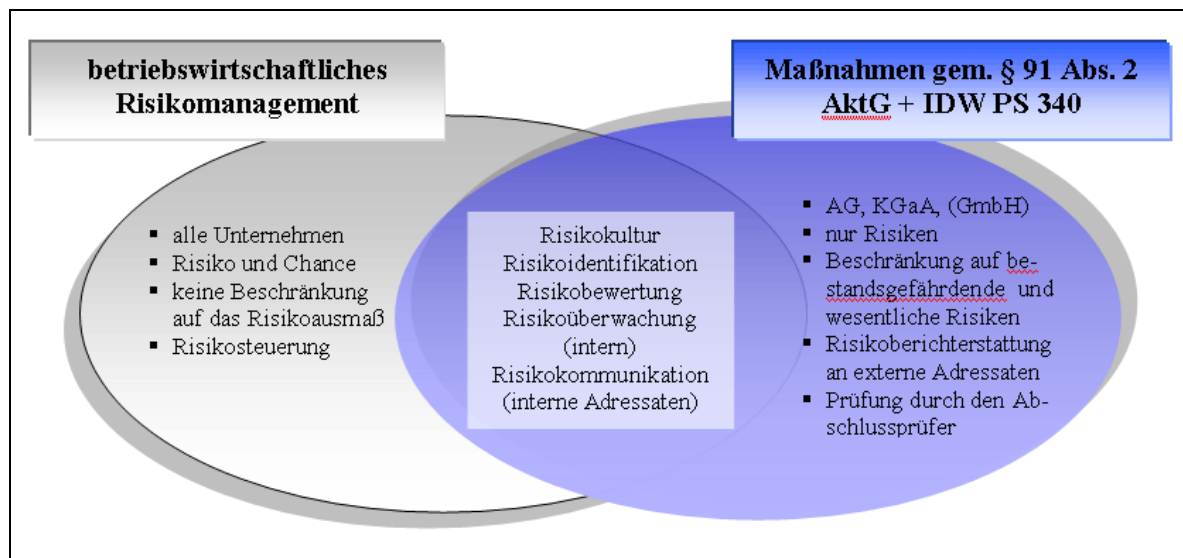 betriebswirtschaftliches
Risikomanagement
Maßnahmen gem. § 91 Abs. 2
AktG + IDW PS 340
▪ alle Unternehmen
▪ Risiko und Chance
▪ keine Beschränkung
auf das Risikoausmaß
▪ Risikosteuerung
Risikokultur
Risikoidentifikation
Risikobewertung
Risikoüberwachung
(intern)
Risikokommunikation
(interne Adressaten)
▪ AG, KGaA, (GmbH)
▪ nur Risiken
▪ Beschränkung auf be-
standsgefährdende und
wesentliche Risiken
▪ Risikoberichterstattung
an externe Adressaten
▪ Prüfung durch den Ab-
schlussprüfer